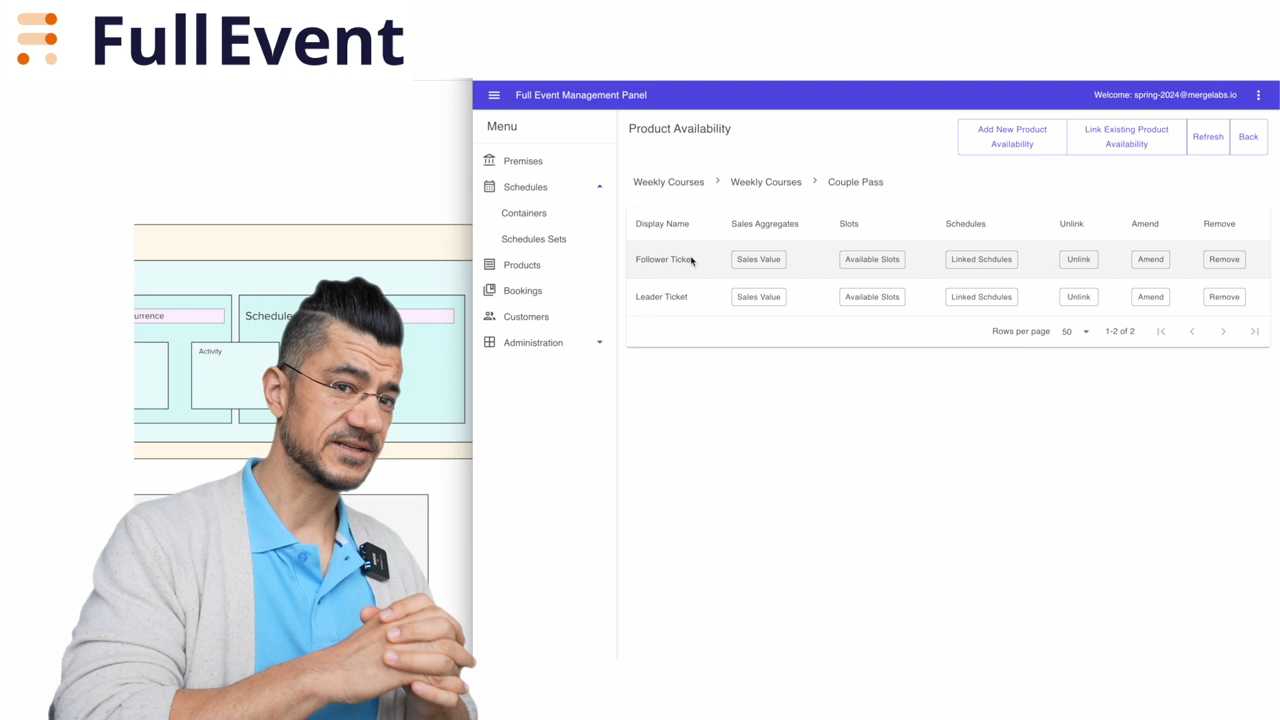 FullEvent
Full Event Management Panel
Welcome: spring-2024@mergelabs.io
Menu
Premises
Schedules
Containers
Schedules Sets
Products
Bookings
Customers
Administration
Product Availability
Add New Product
Availability
Link Existing Product
Availability
Refresh
Back
Weekly Courses > Weekly Courses > Couple Pass
Display Name Sales Aggregates Slots Schedules Unlink Amend Remove
Follower Ticke Sales Value Available Slots Linked Schdules Unlink Amend Remove
Leader Ticket Sales Value Available Slots Linked Schdules Unlink Amend Remove
Rows per page 50 1-2 of 2
urrence
Schedule
Activity